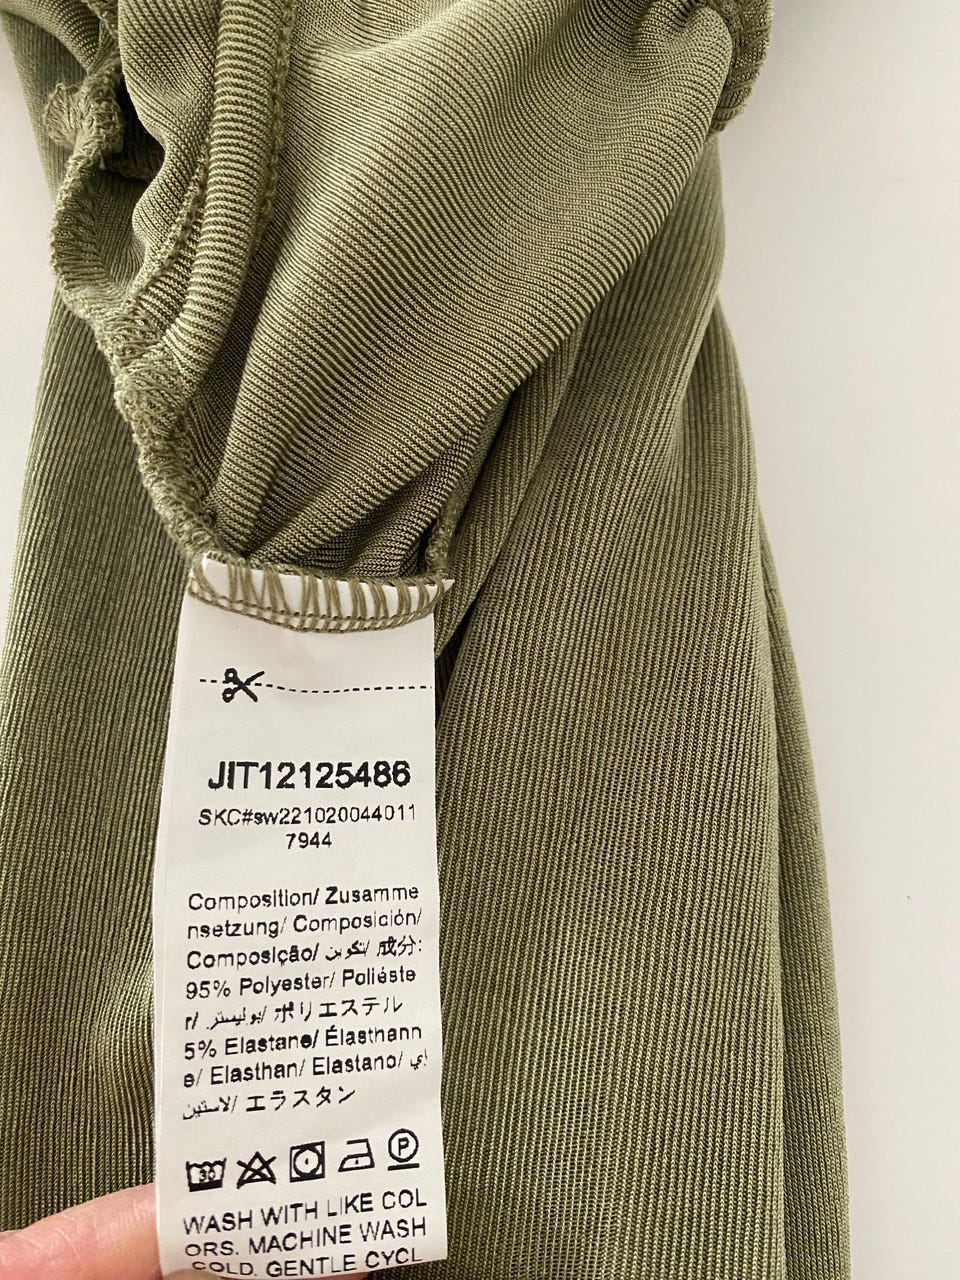 JIT12125486
SKC#sw221020044011
7944
Composition/ Zusamme
nsetzung/ Composición/
Composição/ تكوين/ 成分:
95% Polyester/ Poliéste
r/ بوليستر/ ポリエステル
5% Elastane/ Élasthann
e/ Elasthan/ Elastano/ إي
لاستين/ エラスタン
30 P
WASH WITH LIKE COL
ORS. MACHINE WASH
COLD. GENTLE CYCL